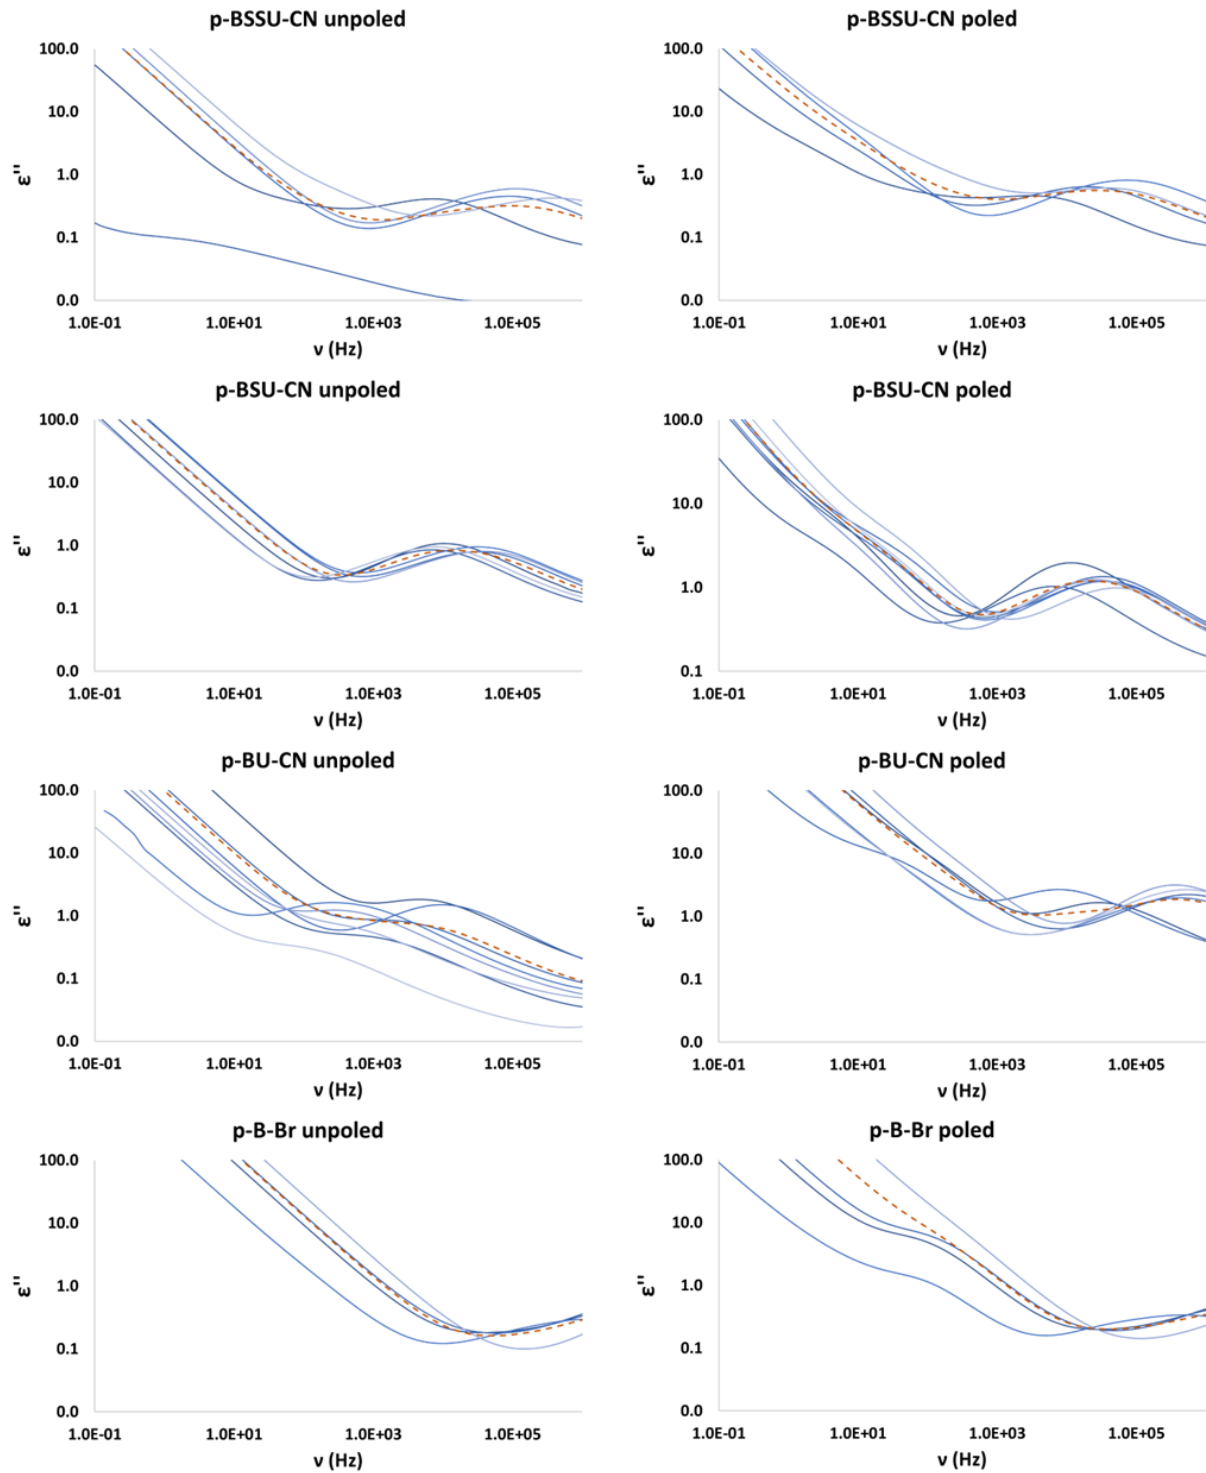 p-BSSU-CN unpoled
100.0
10.0
1.0
0.1
0.0
ε''
1.0E-01 1.0E+01 1.0E+03 1.0E+05
ν (Hz)
p-BSSU-CN poled
100.0
10.0
1.0
0.1
0.0
ε''
1.0E-01 1.0E+01 1.0E+03 1.0E+05
ν (Hz)
p-BSU-CN unpoled
100.0
10.0
1.0
0.1
0.0
ε''
1.0E-01 1.0E+01 1.0E+03 1.0E+05
ν (Hz)
p-BSU-CN poled
100.0
10.0
1.0
0.1
ε''
1.0E-01 1.0E+01 1.0E+03 1.0E+05
ν (Hz)
p-BU-CN unpoled
100.0
10.0
1.0
0.1
0.0
ε''
1.0E-01 1.0E+01 1.0E+03 1.0E+05
ν (Hz)
p-BU-CN poled
100.0
10.0
1.0
0.1
0.0
ε''
1.0E-01 1.0E+01 1.0E+03 1.0E+05
ν (Hz)
p-B-Br unpoled
100.0
10.0
1.0
0.1
0.0
ε''
1.0E-01 1.0E+01 1.0E+03 1.0E+05
ν (Hz)
p-B-Br poled
100.0
10.0
1.0
0.1
0.0
ε''
1.0E-01 1.0E+01 1.0E+03 1.0E+05
ν (Hz)